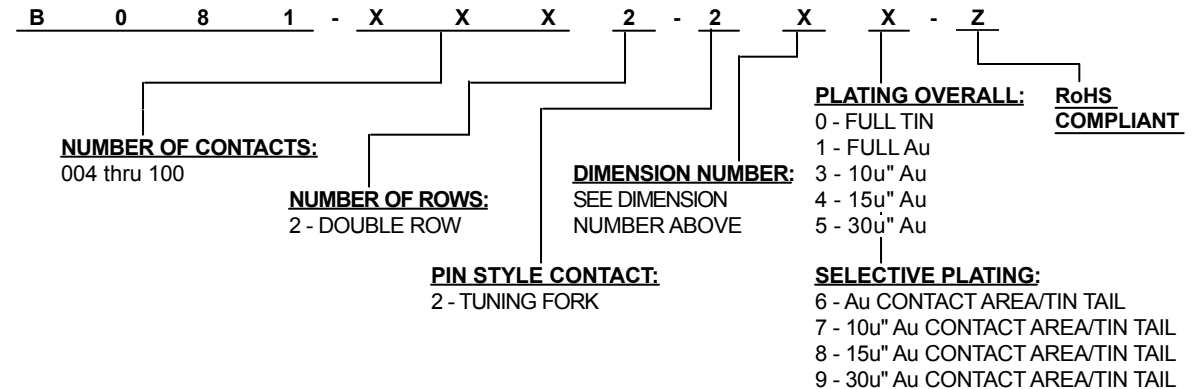 B 0 8 1 - X X X 2 - 2 X X - Z
NUMBER OF CONTACTS:
004 thru 100
NUMBER OF ROWS:
2 - DOUBLE ROW
PIN STYLE CONTACT:
2 - TUNING FORK
DIMENSION NUMBER:
SEE DIMENSION
NUMBER ABOVE
PLATING OVERALL:
0 - FULL TIN
1 - FULL Au
3 - 10u" Au
4 - 15u" Au
5 - 30u" Au
SELECTIVE PLATING:
6 - Au CONTACT AREA/TIN TAIL
7 - 10u" Au CONTACT AREA/TIN TAIL
8 - 15u" Au CONTACT AREA/TIN TAIL
9 - 30u" Au CONTACT AREA/TIN TAIL
RoHS
COMPLIANT